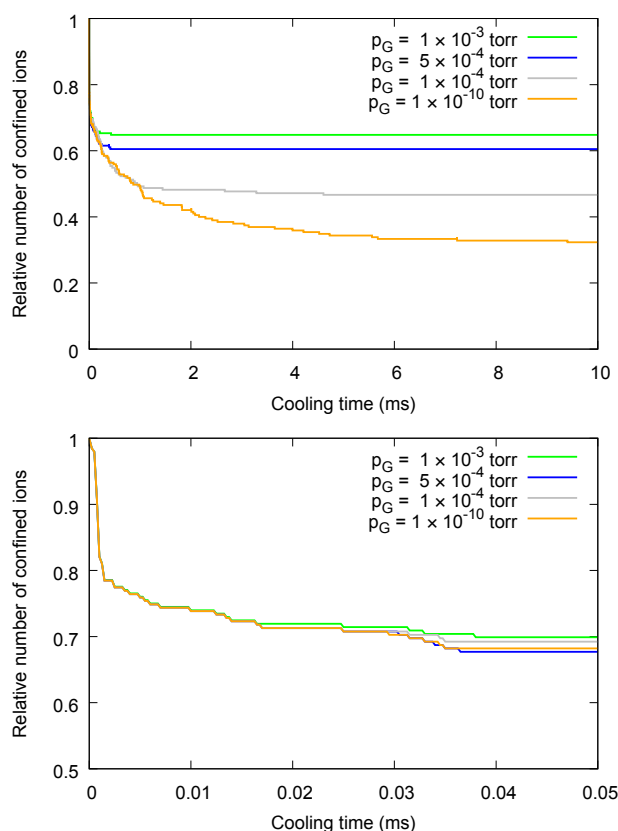 1
0.8
0.6
0.4
0.2
0
Relative number of confined ions
p_G = 1 × 10^-3 torr
p_G = 5 × 10^-4 torr
p_G = 1 × 10^-4 torr
p_G = 1 × 10^-10 torr
0 2 4 6 8 10
Cooling time (ms)
1
0.9
0.8
0.7
0.6
0.5
Relative number of confined ions
p_G = 1 × 10^-3 torr
p_G = 5 × 10^-4 torr
p_G = 1 × 10^-4 torr
p_G = 1 × 10^-10 torr
0 0.01 0.02 0.03 0.04 0.05
Cooling time (ms)